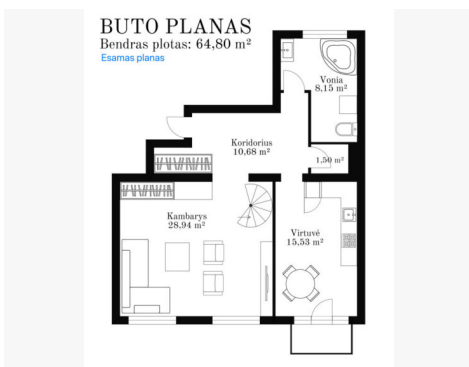 BUTO PLANAS
Bendras plotas: 64,80 m²
Esamas planas
Vonia
8,15 m²
Koridorius
10,68 m²
1,50 m²
Kambarys
28,94 m²
Virtuvė
15,53 m²